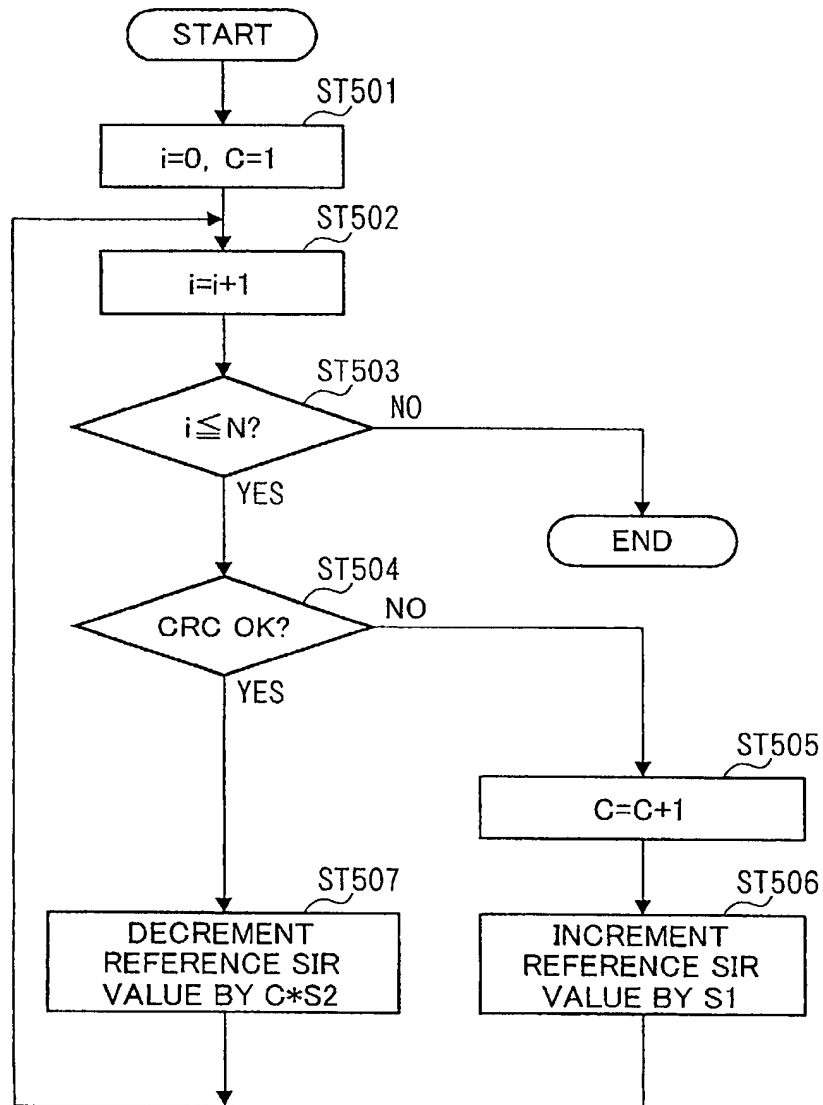 START
ST501
i=0, C=1
ST502
i=i+1
ST503
i≦N?
NO
YES
END
ST504
CRC OK?
NO
YES
ST505
C=C+1
ST507
DECREMENT
REFERENCE SIR
VALUE BY C*S2
ST506
INCREMENT
REFERENCE SIR
VALUE BY S1